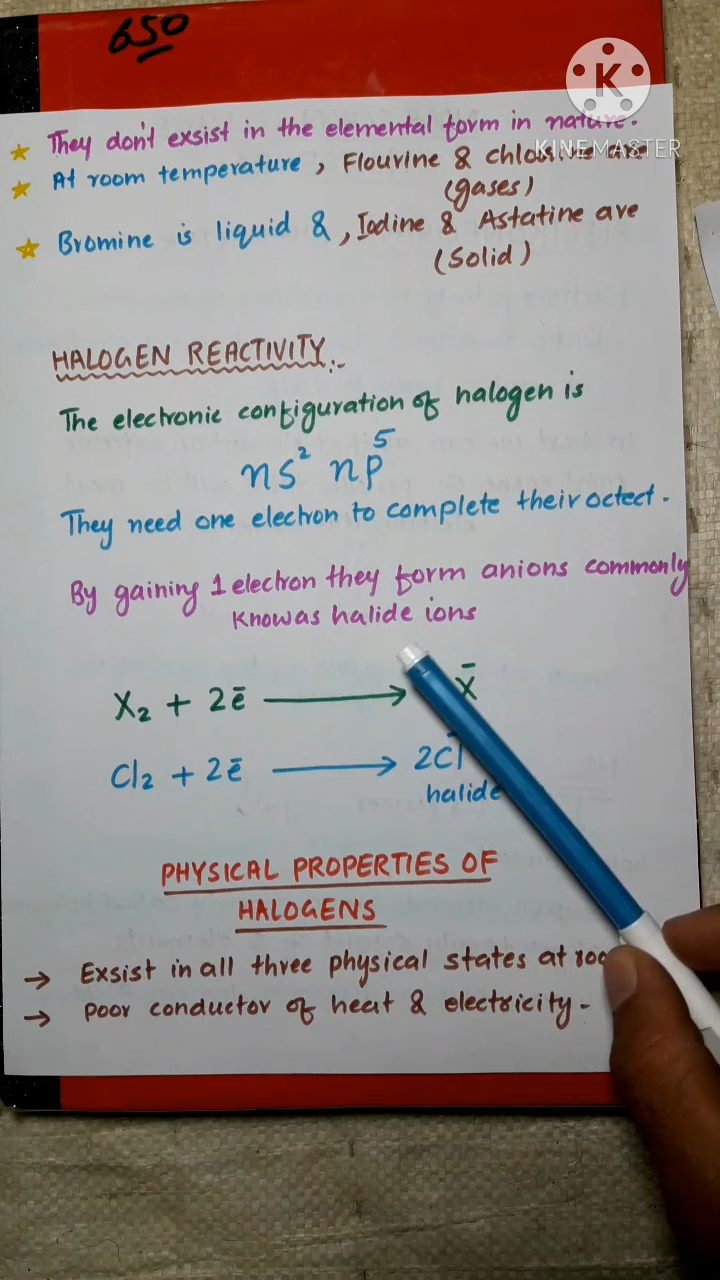 650
K
KINEMASTER
They don't exsist in the elemental form in nature.
At room temperature, Flourine & chlorine are
(gases)
Bromine is liquid &, Iodine & Astatine are
(Solid)
HALOGEN REACTIVITY:-
The electronic configuration of halogen is
nS² nP⁵
They need one electron to complete their octect.
By gaining 1 electron they form anions commonly
Knowas halide ions
X₂ + 2ē ⟶ X̄
Cl₂ + 2ē ⟶ 2Cl̄
halide
PHYSICAL PROPERTIES OF
HALOGENS
→ Exsist in all three physical states at roo
→ Poor conductor of heat & electricity.